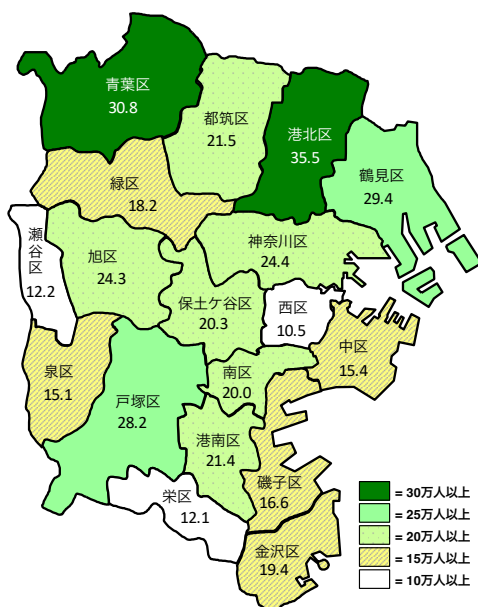 青葉区
30.8
都筑区
21.5
港北区
35.5
鶴見区
29.4
緑区
18.2
瀬谷区
12.2
旭区
24.3
神奈川区
24.4
保土ケ谷区
20.3
西区
10.5
中区
15.4
泉区
15.1
戸塚区
28.2
南区
20.0
港南区
21.4
磯子区
16.6
栄区
12.1
金沢区
19.4
= 30万人以上
= 25万人以上
= 20万人以上
= 15万人以上
= 10万人以上